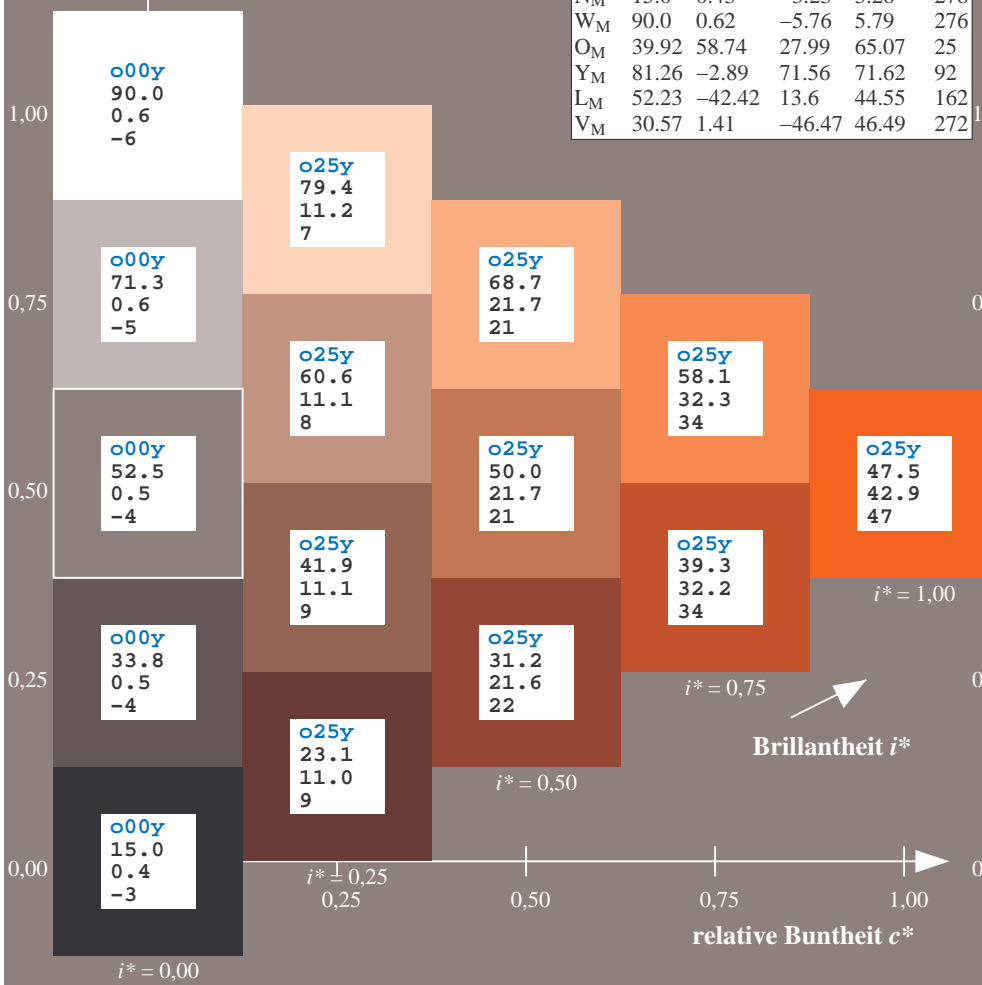 W_M 90.0 0.62 −5.76 5.79 276
O_M 39.92 58.74 27.99 65.07 25
Y_M 81.26 −2.89 71.56 71.62 92
L_M 52.23 −42.42 13.6 44.55 162
V_M 30.57 1.41 −46.47 46.49 272
1,00
o00y
90.0
0.6
−6
o25y
79.4
11.2
7
0,75
o00y
71.3
0.6
−5
o25y
68.7
21.7
21
o25y
60.6
11.1
8
o25y
58.1
32.3
34
0,50
o00y
52.5
0.5
−4
o25y
50.0
21.7
21
o25y
47.5
42.9
47
i* = 1,00
o25y
41.9
11.1
9
o25y
39.3
32.2
34
i* = 0,75
0,25
o00y
33.8
0.5
−4
o25y
31.2
21.6
22
i* = 0,50
Brillantheit i*
o25y
23.1
11.0
9
i* = 0,25
0,00
o00y
15.0
0.4
−3
i* = 0,00
0,25 0,50 0,75 1,00
relative Buntheit c*